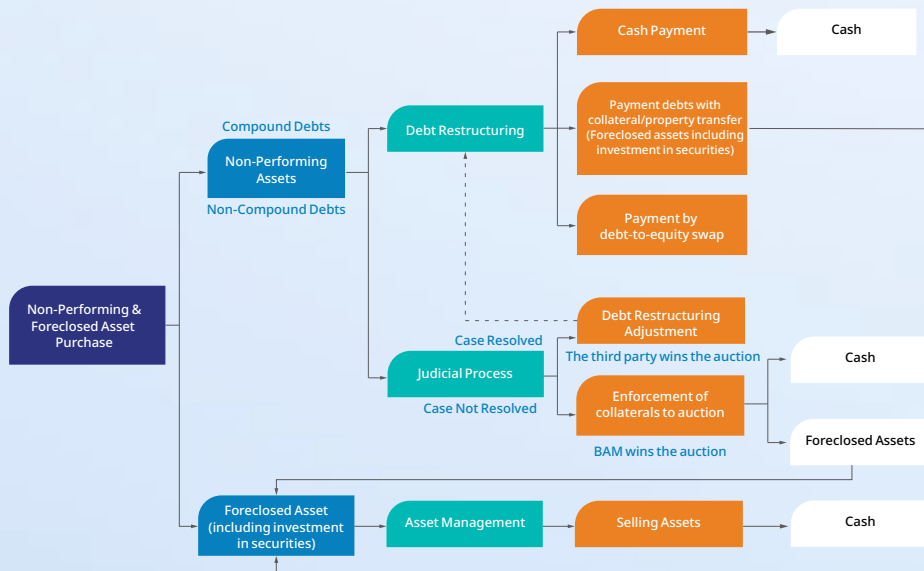 Cash Payment
Cash
Payment debts with
collateral/property transfer
(Foreclosed assets including
investment in securities)
Compound Debts
Debt Restructuring
Non-Performing
Assets
Non-Compound Debts
Payment by
debt-to-equity swap
Non-Performing &
Foreclosed Asset
Purchase
Debt Restructuring
Adjustment
Case Resolved
The third party wins the auction
Cash
Judicial Process
Enforcement of
collaterals to auction
Case Not Resolved
Foreclosed Assets
BAM wins the auction
Foreclosed Asset
(including investment
in securities)
Asset Management
Selling Assets
Cash